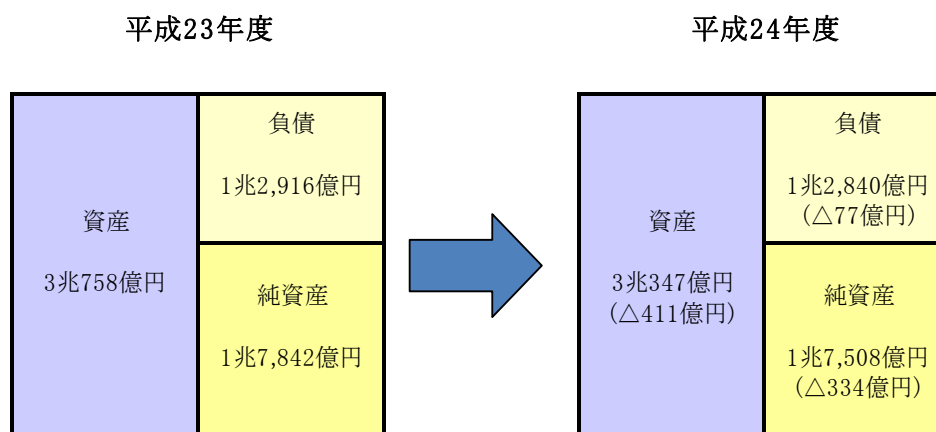 平成23年度
平成24年度
負債
1兆2,916億円
資産
3兆758億円
純資産
1兆7,842億円
負債
1兆2,840億円
(△77億円)
資産
3兆347億円
(△411億円)
純資産
1兆7,508億円
(△334億円)